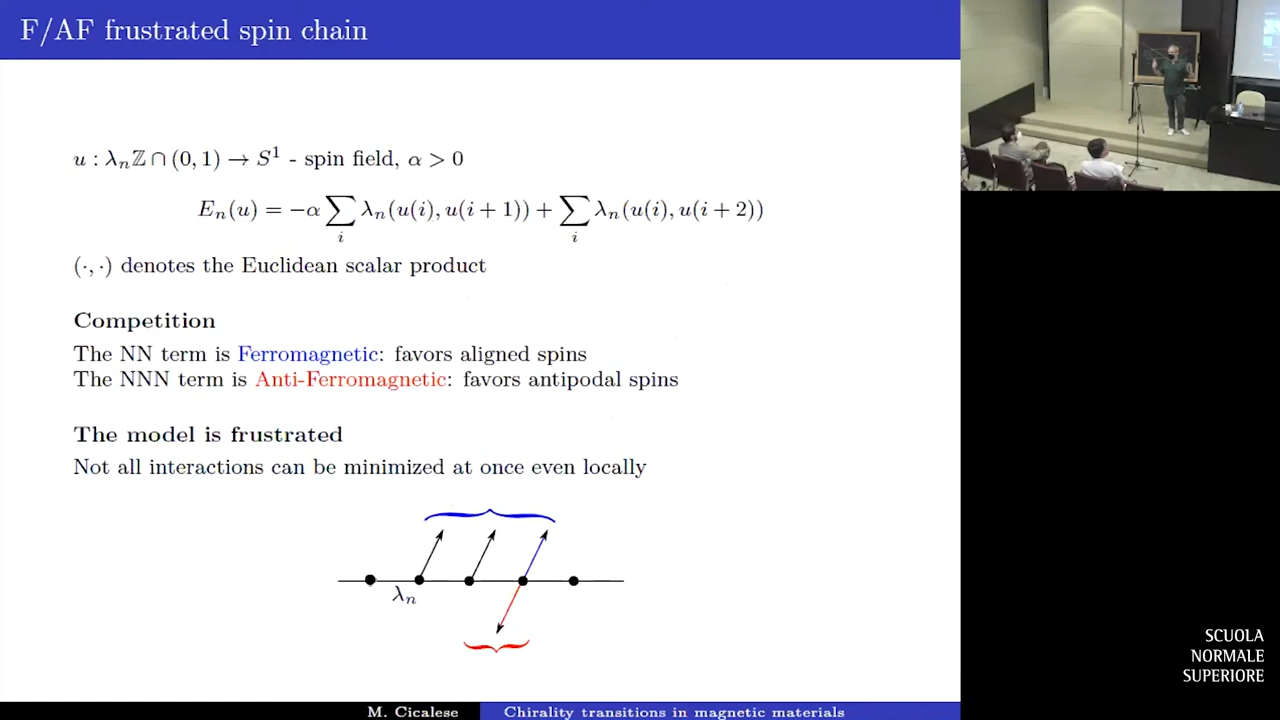 F/AF frustrated spin chain
u : λₙℤ ∩ (0, 1) → S¹ - spin field, α > 0
Eₙ(u) = −α ∑ᵢ λₙ(u(i), u(i + 1)) + ∑ᵢ λₙ(u(i), u(i + 2))
(·, ·) denotes the Euclidean scalar product
Competition
The NN term is Ferromagnetic: favors aligned spins
The NNN term is Anti-Ferromagnetic: favors antipodal spins
The model is frustrated
Not all interactions can be minimized at once even locally
λₙ
M. Cicalese Chirality transitions in magnetic materials
SCUOLA
NORMALE
SUPERIORE